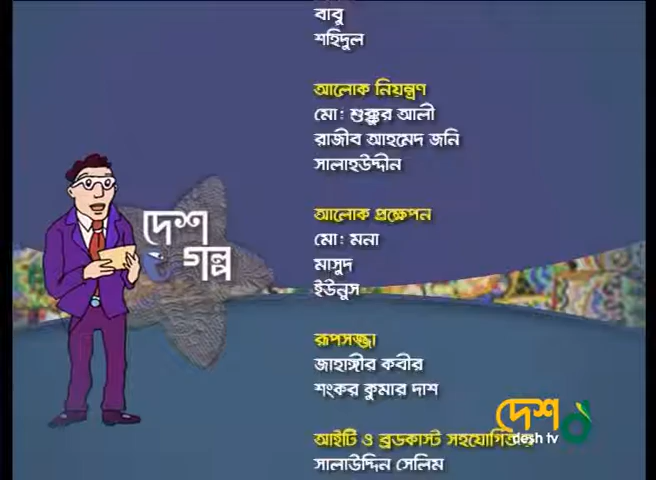 বাবু
শহিদুল
আলোক নিয়ন্ত্রণ
মো: শুক্কুর আলী
রাজীব আহমেদ জনি
সালাহউদ্দীন
আলোক প্রক্ষেপন
মো: মনা
মাসুদ
ইউনুস
দেশ
গল্প
রূপসজ্জা
জাহাঙ্গীর কবীর
শংকর কুমার দাশ
দেশ
desh tv
আইটি ও ব্রডকাস্ট
সালাউদ্দিন সেলিম